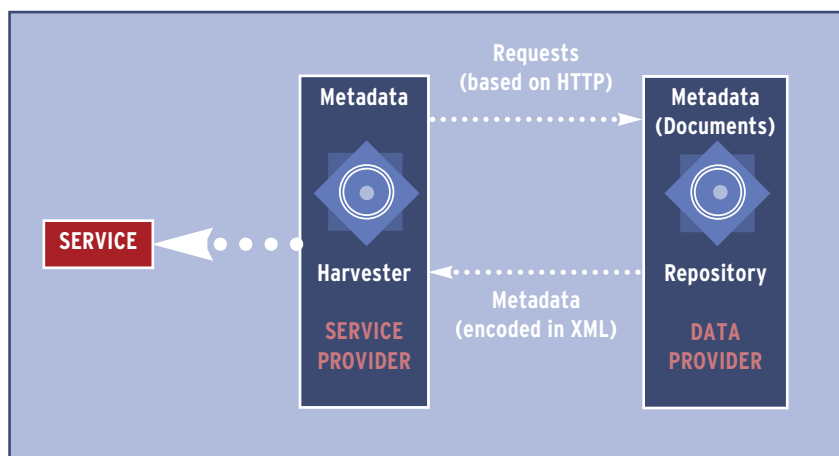 Requests
(based on HTTP)
Metadata
Metadata
(Documents)
SERVICE
Harvester
Repository
Metadata
(encoded in XML)
SERVICE
PROVIDER
DATA
PROVIDER